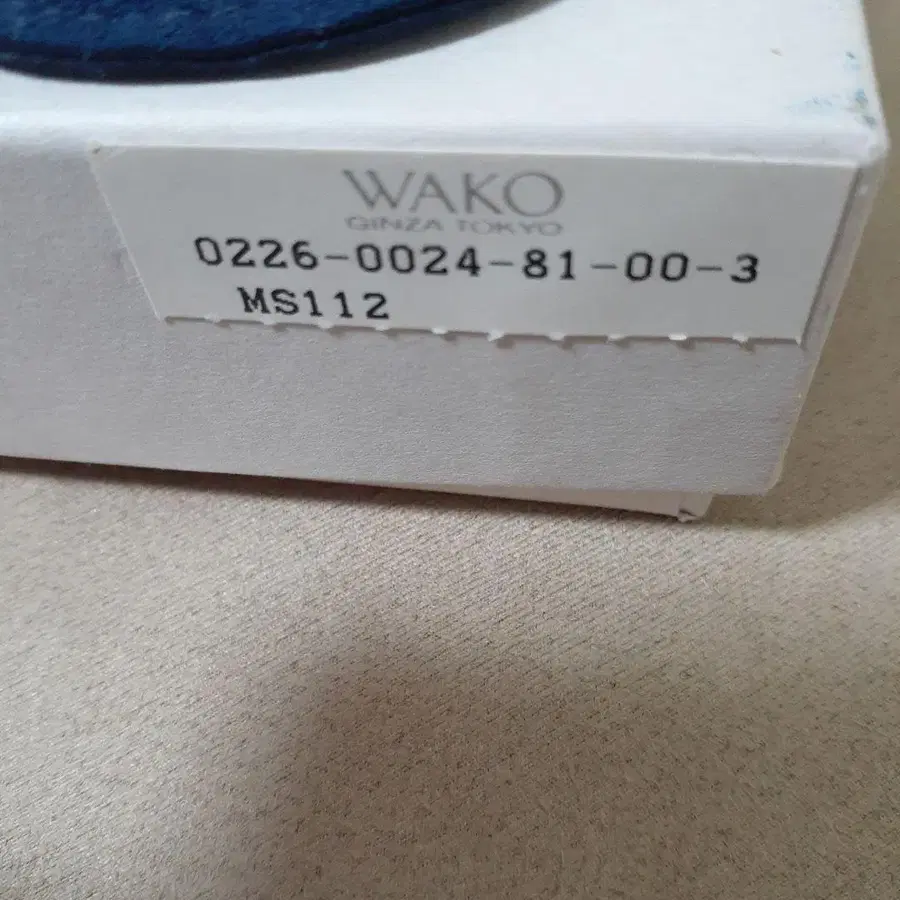 WAKO
GINZA TOKYO
0226-0024-81-00-3
MS112